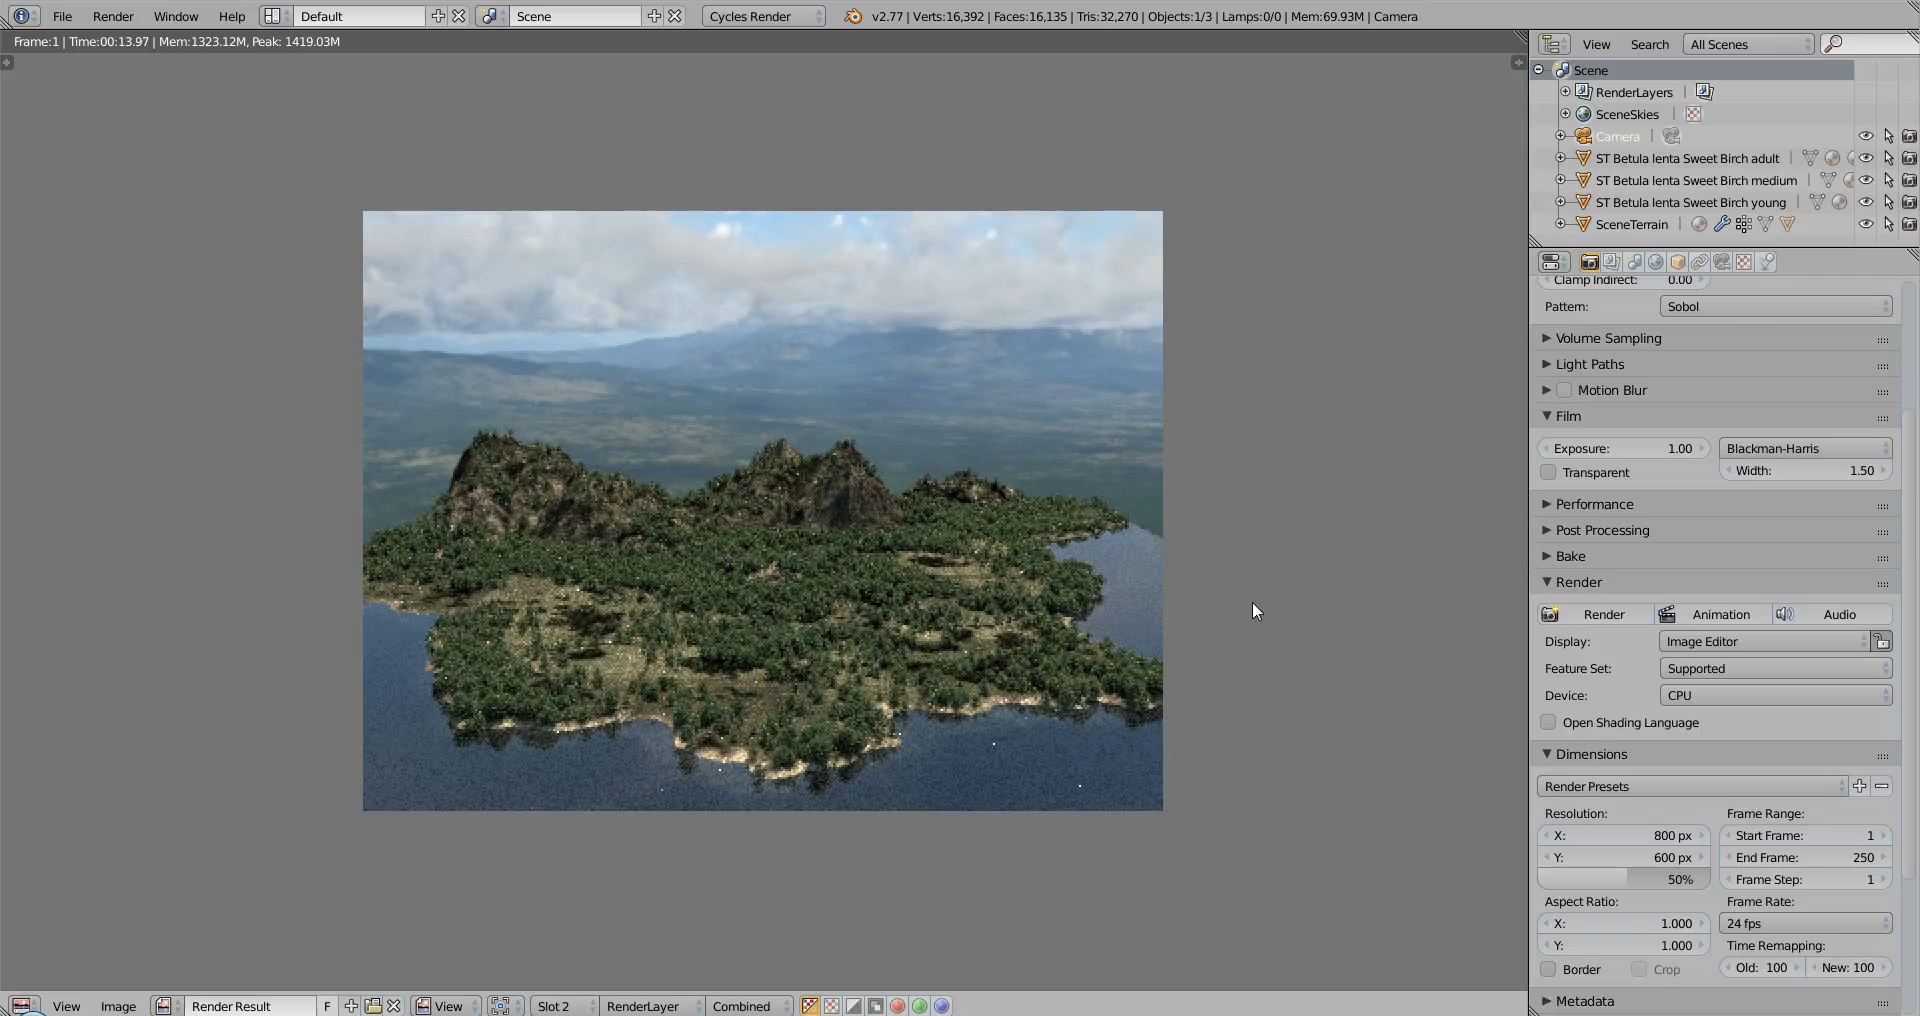 File Render Window Help Default Scene Cycles Render v2.77 | Verts:16,392 | Faces:16,135 | Tris:32,270 | Objects:1/3 | Lamps:0/0 | Mem:69.93M | Camera
Frame:1 | Time:00:13.97 | Mem:1323.12M, Peak: 1419.03M
View Search All Scenes
Scene
RenderLayers |
SceneSkies |
Camera |
ST Betula lenta Sweet Birch adult |
ST Betula lenta Sweet Birch medium |
ST Betula lenta Sweet Birch young |
SceneTerrain |
Clamp Indirect: 0.00
Pattern: Sobol
Volume Sampling
Light Paths
Motion Blur
Film
Exposure: 1.00 Blackman-Harris
Transparent Width: 1.50
Performance
Post Processing
Bake
Render
Render Animation Audio
Display: Image Editor
Feature Set: Supported
Device: CPU
Open Shading Language
Dimensions
Render Presets
Resolution: Frame Range:
X: 800 px Start Frame: 1
Y: 600 px End Frame: 250
50% Frame Step: 1
Aspect Ratio: Frame Rate:
X: 1.000 24 fps
Y: 1.000 Time Remapping:
Border Crop Old: 100 New: 100
Metadata
View Image Render Result F View Slot 2 RenderLayer Combined